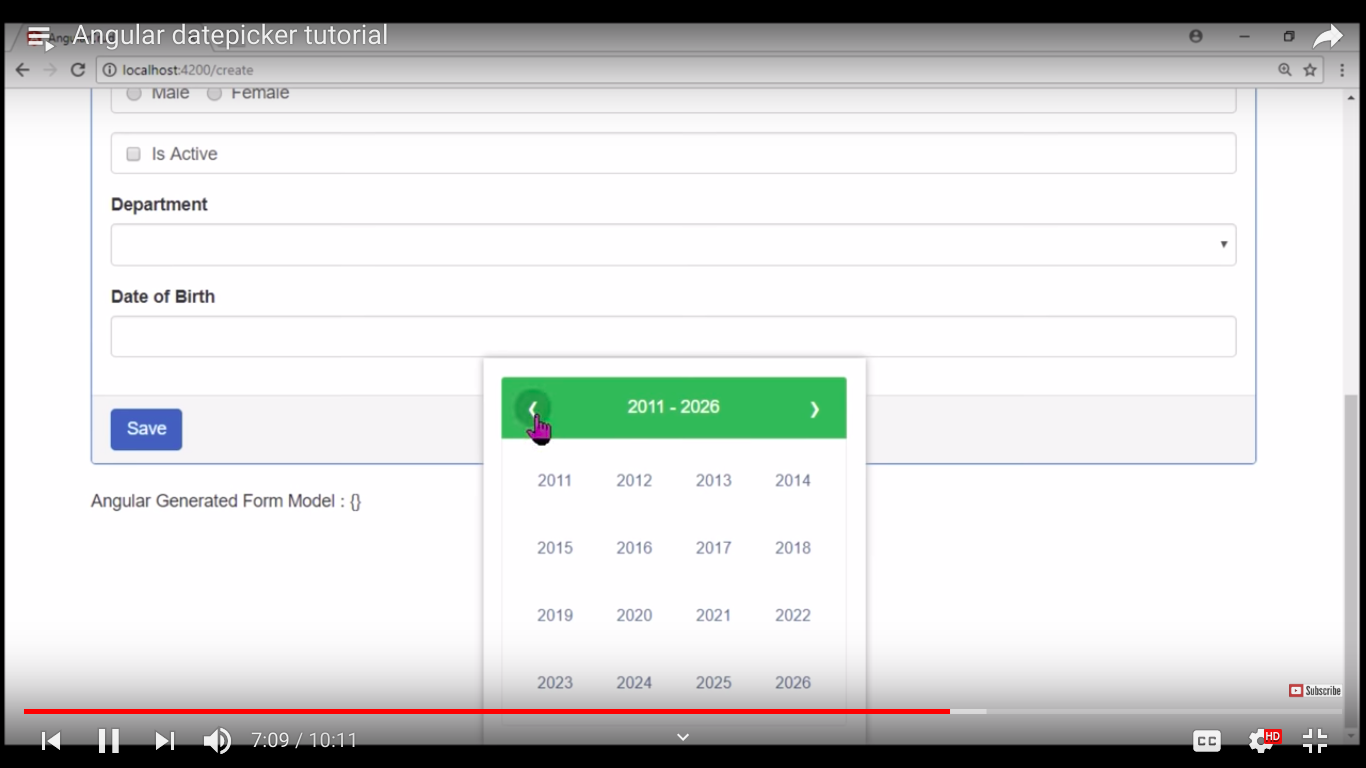 Angular datepicker tutorial
localhost:4200/create
Male Female
Is Active
Department
Date of Birth
2011 - 2026
Save
2011 2012 2013 2014
Angular Generated Form Model : {}
2015 2016 2017 2018
2019 2020 2021 2022
2023 2024 2025 2026
Subscribe
7:09 / 10:11
CC
HD